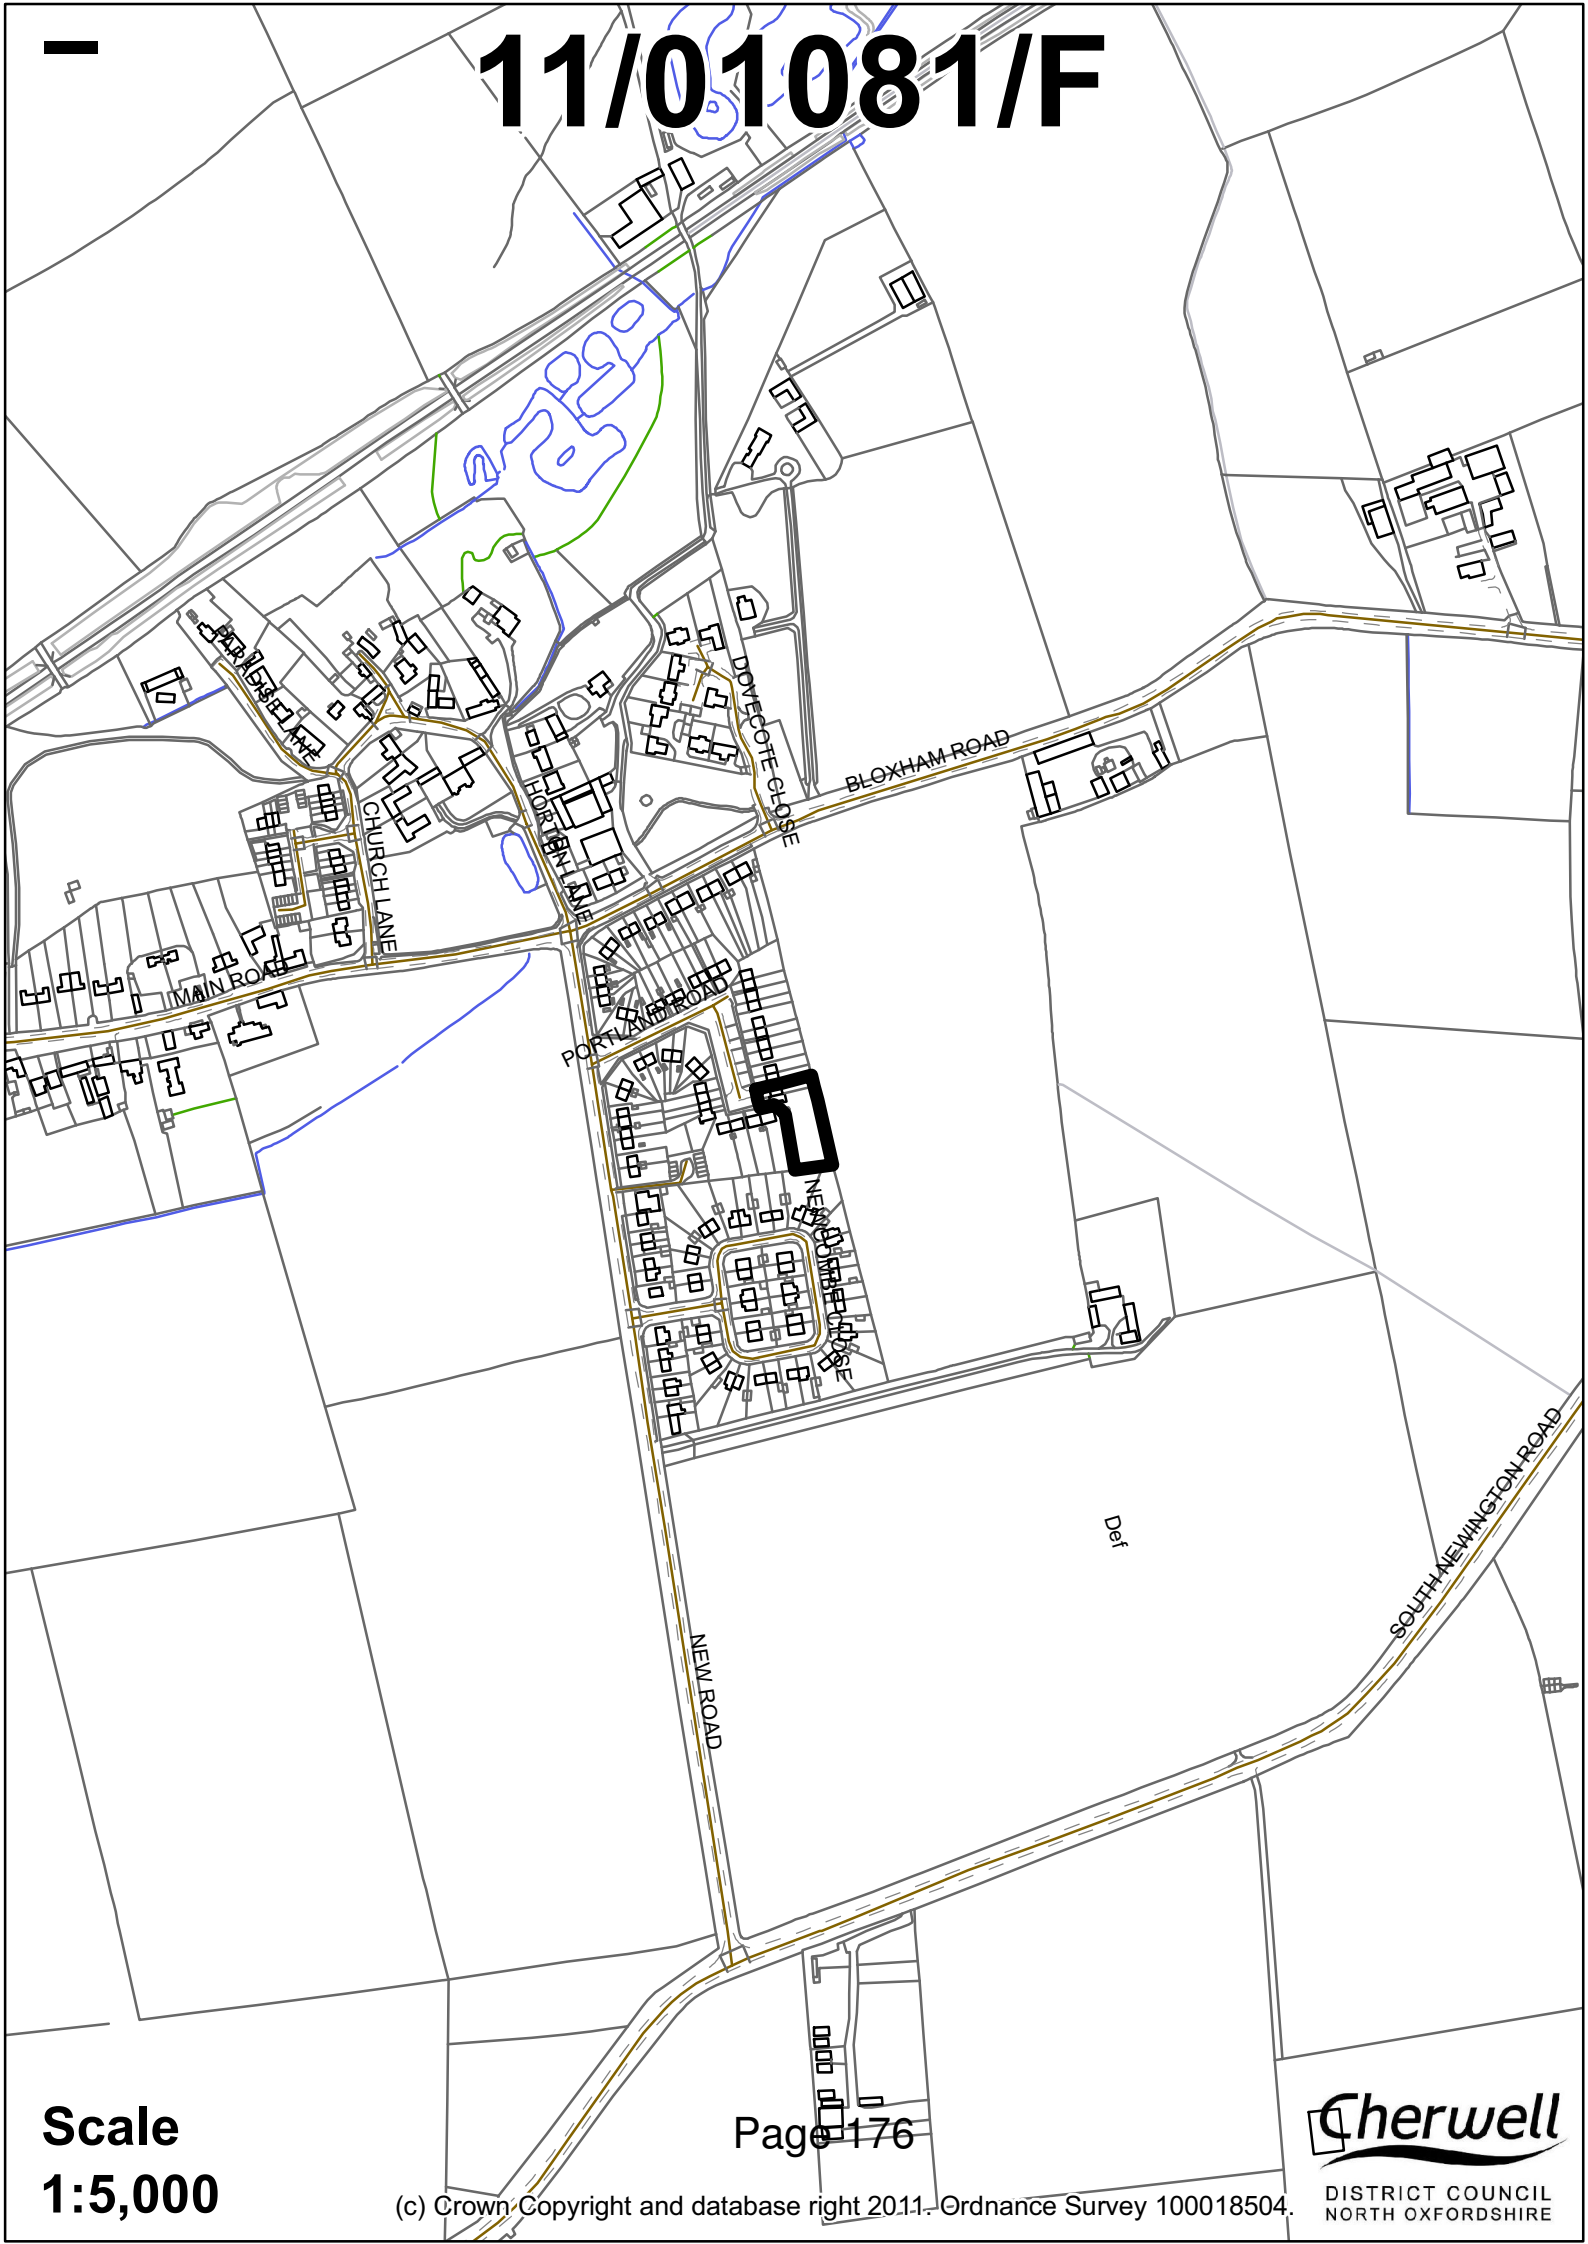 11/01081/F
PARADISE LANE
DOVECOTE CLOSE
BLOXHAM ROAD
HORTON LANE
CHURCH LANE
MAIN ROAD
PORTLAND ROAD
NEWCOMBE CLOSE
SOUTH NEWINGTON ROAD
Def
NEW ROAD
Scale
1:5,000
Page 176
(c) Crown Copyright and database right 2011. Ordnance Survey 100018504.
Cherwell
DISTRICT COUNCIL
NORTH OXFORDSHIRE